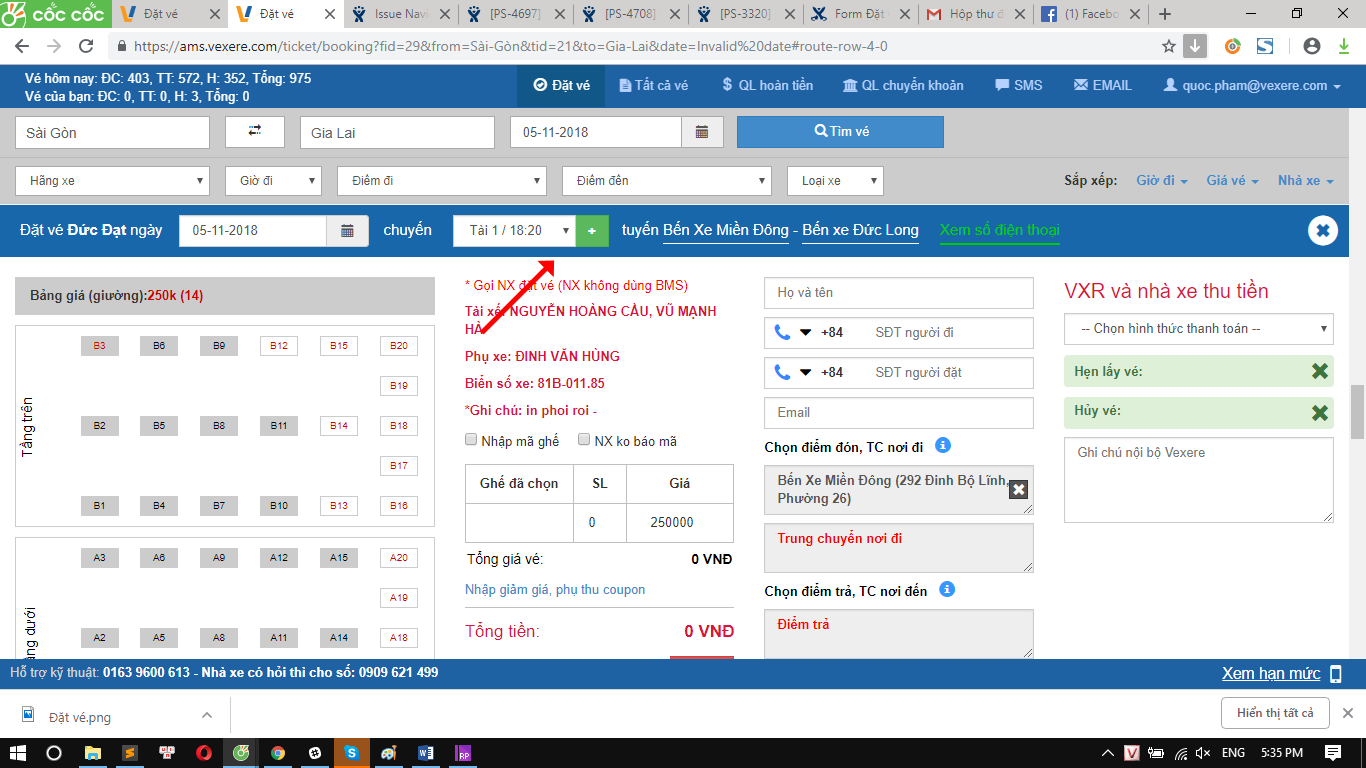 cốc cốc
Đặt vé
Đặt vé
Issue Navi
[PS-4697]
[PS-4708]
[PS-3320]
Form Đặt
Hộp thư đ
(1) Facebo
https://ams.vexere.com/ticket/booking?fid=29&from=Sài-Gòn&tid=21&to=Gia-Lai&date=Invalid%20date#route-row-4-0
Vé hôm nay: ĐC: 403, TT: 572, H: 352, Tổng: 975
Vé của bạn: ĐC: 0, TT: 0, H: 3, Tổng: 0
Đặt vé
Tất cả vé
$ QL hoàn tiền
QL chuyển khoản
SMS
EMAIL
quoc.pham@vexere.com
Sài Gòn
Gia Lai
05-11-2018
Tìm vé
Hãng xe
Giờ đi
Điểm đi
Điểm đến
Loại xe
Sắp xếp:
Giờ đi
Giá vé
Nhà xe
Đặt vé Đức Đạt ngày
05-11-2018
chuyến
Tài 1 / 18:20
+
tuyến Bến Xe Miền Đông - Bến xe Đức Long
Xem số điện thoại
Bảng giá (giường):250k (14)
Tầng trên
B3 B6 B9 B12 B15 B20
B19
B2 B5 B8 B11 B14 B18
B17
B1 B4 B7 B10 B13 B16
A3 A6 A9 A12 A15 A20
A19
A2 A5 A8 A11 A14 A18
* Gọi NX đặt vé (NX không dùng BMS)
Tài xế: NGUYỄN HOÀNG CẦU, VŨ MẠNH
HÀ
Phụ xe: ĐINH VĂN HÙNG
Biển số xe: 81B-011.85
*Ghi chú: in phoi roi -
Nhập mã ghế
NX ko báo mã
Ghế đã chọn SL Giá
0 250000
Tổng giá vé: 0 VNĐ
Nhập giảm giá, phụ thu coupon
Tổng tiền: 0 VNĐ
Họ và tên
+84 SĐT người đi
+84 SĐT người đặt
Email
Chọn điểm đón, TC nơi đi
Bến Xe Miền Đông (292 Đinh Bộ Lĩnh,
Phường 26)
Trung chuyển nơi đi
Chọn điểm trả, TC nơi đến
Điểm trả
VXR và nhà xe thu tiền
-- Chọn hình thức thanh toán --
Hẹn lấy vé:
Hủy vé:
Ghi chú nội bộ Vexere
Hỗ trợ kỹ thuật: 0163 9600 613 - Nhà xe có hỏi thì cho số: 0909 621 499
Xem hạn mức
Đặt vé.png
Hiển thị tất cả
ENG
5:35 PM